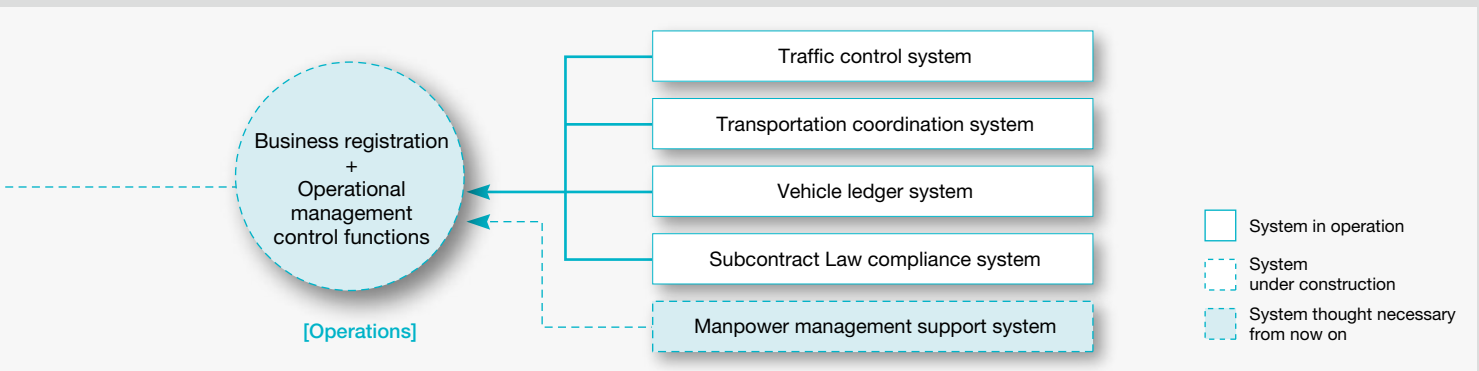 Business registration
+
Operational
management
control functions
[Operations]
Traffic control system
Transportation coordination system
Vehicle ledger system
Subcontract Law compliance system
Manpower management support system
System in operation
System
under construction
System thought necessary
from now on